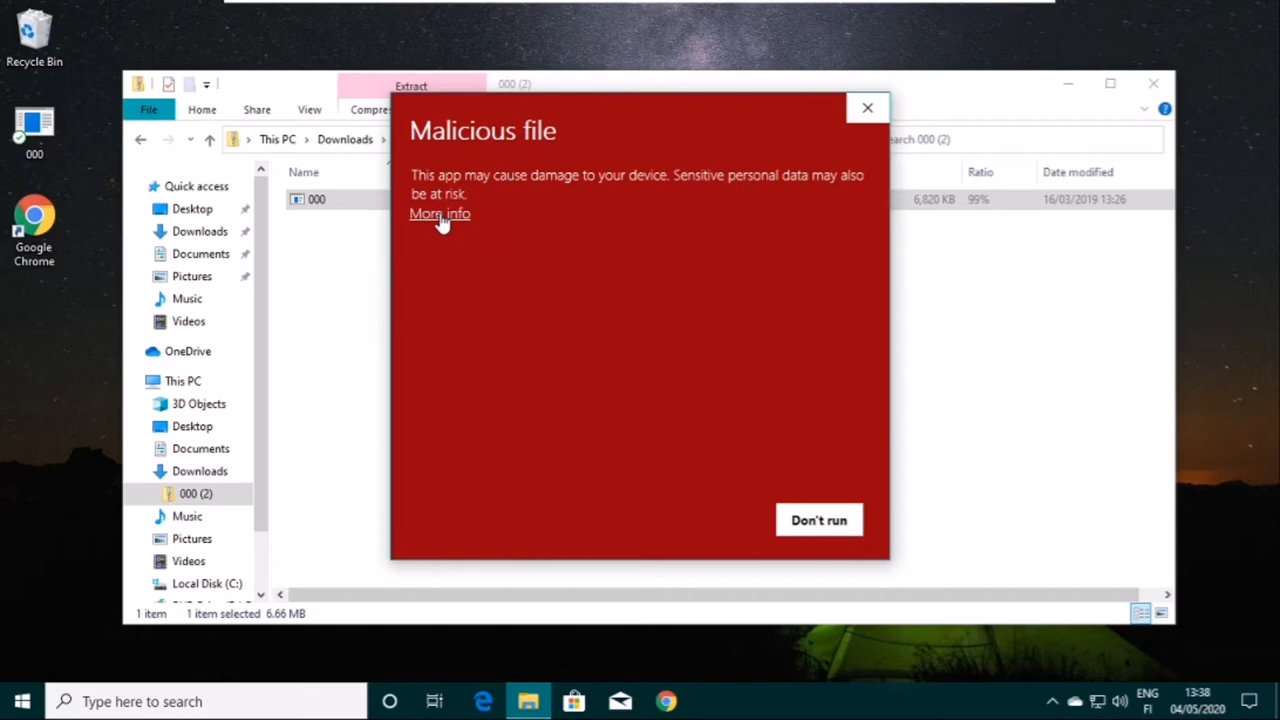 Recycle Bin
000
Google
Chrome
Extract
000 (2)
File
Home
Share
View
This PC
Downloads
000 (2)
Name
Ratio
Date modified
000
6,820 KB
99%
16/03/2019 13:26
Quick access
Desktop
Downloads
Documents
Pictures
Music
Videos
OneDrive
This PC
3D Objects
Desktop
Documents
Downloads
000 (2)
Music
Pictures
Videos
Local Disk (C:)
1 item
1 item selected 6.66 MB
Malicious file
This app may cause damage to your device. Sensitive personal data may also
be at risk.
More info
Don't run
Type here to search
ENG
FI
13:38
04/05/2020